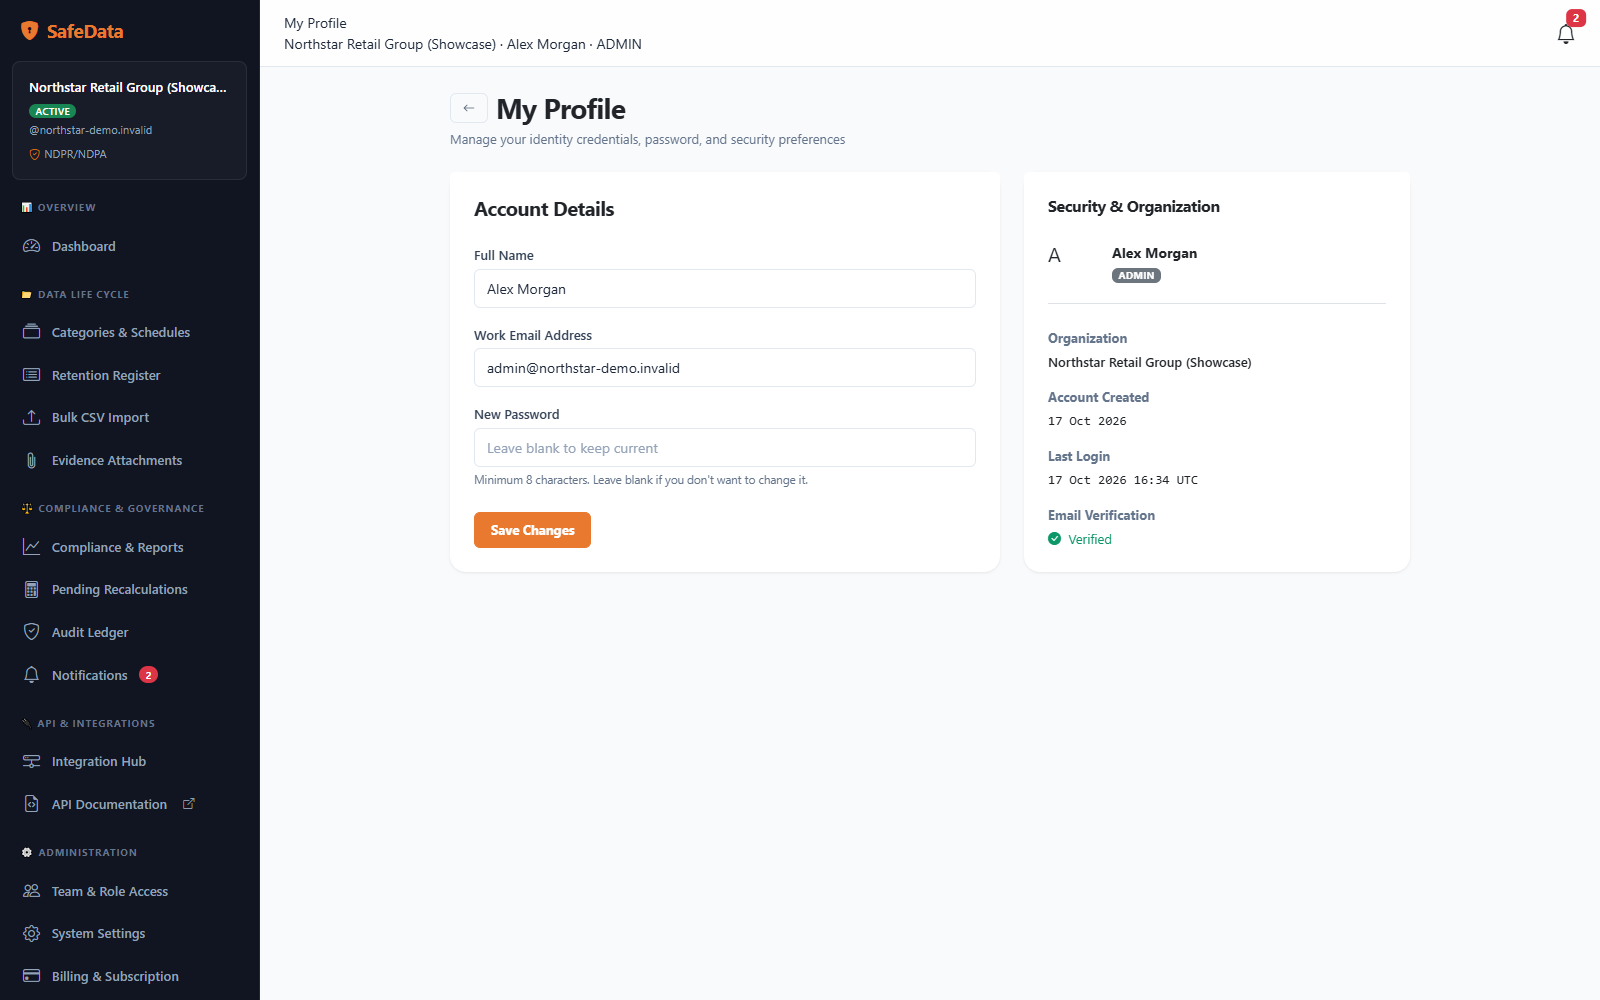 SafeData
Northstar Retail Group (Showca...
ACTIVE
@northstar-demo.invalid
NDPR/NDPA
OVERVIEW
Dashboard
DATA LIFE CYCLE
Categories & Schedules
Retention Register
Bulk CSV Import
Evidence Attachments
COMPLIANCE & GOVERNANCE
Compliance & Reports
Pending Recalculations
Audit Ledger
Notifications 2
API & INTEGRATIONS
Integration Hub
API Documentation
ADMINISTRATION
Team & Role Access
System Settings
Billing & Subscription
My Profile
Northstar Retail Group (Showcase) · Alex Morgan · ADMIN
2
← My Profile
Manage your identity credentials, password, and security preferences
Account Details
Full Name
Alex Morgan
Work Email Address
admin@northstar-demo.invalid
New Password
Leave blank to keep current
Minimum 8 characters. Leave blank if you don't want to change it.
Save Changes
Security & Organization
A
Alex Morgan
ADMIN
Organization
Northstar Retail Group (Showcase)
Account Created
17 Oct 2026
Last Login
17 Oct 2026 16:34 UTC
Email Verification
Verified